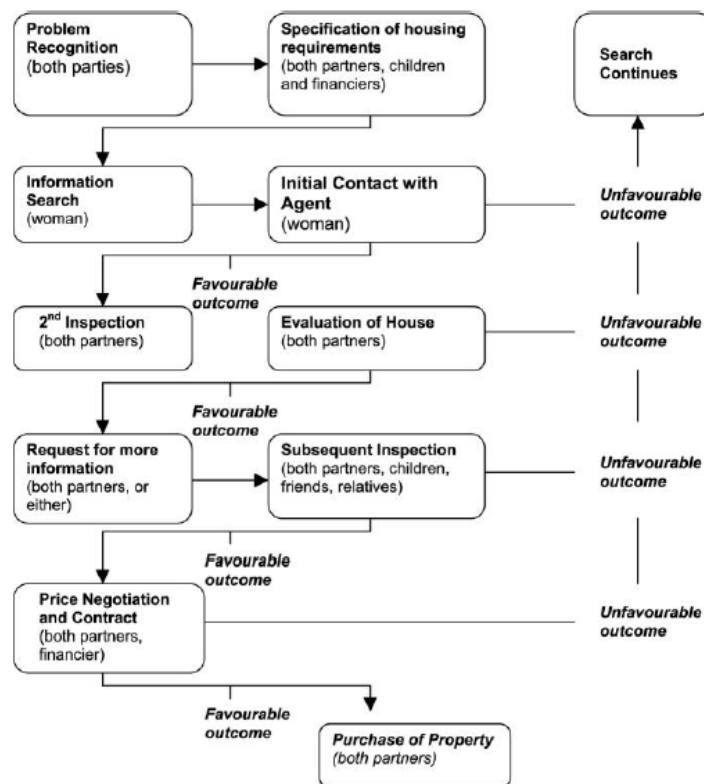 Problem
Recognition
(both parties)
Specification of housing
requirements
(both partners, children
and financiers)
Search
Continues
Information
Search
(woman)
Initial Contact with
Agent
(woman)
Unfavourable
outcome
Favourable
outcome
2nd Inspection
(both partners)
Evaluation of House
(both partners)
Unfavourable
outcome
Favourable
outcome
Request for more
information
(both partners, or
either)
Subsequent Inspection
(both partners, children,
friends, relatives)
Unfavourable
outcome
Favourable
outcome
Price Negotiation
and Contract
(both partners,
financier)
Unfavourable
outcome
Favourable
outcome
Purchase of Property
(both partners)